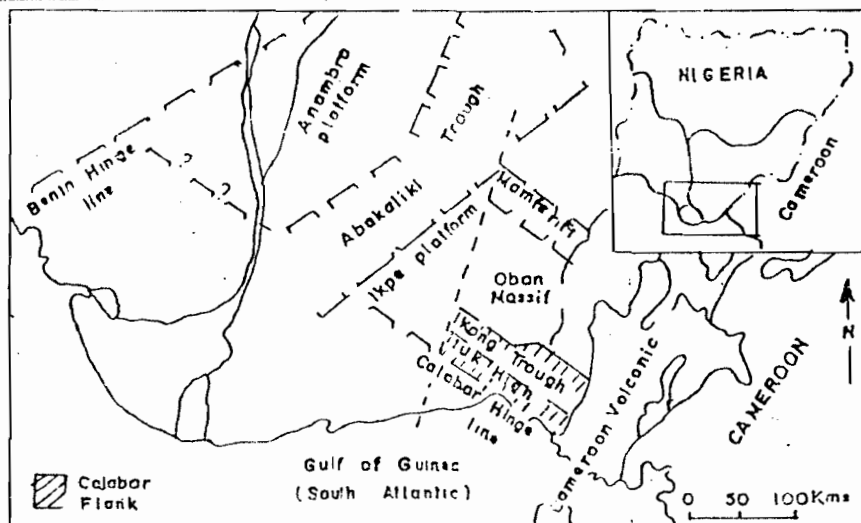 Benin Hinge
line
Anambra
platform
Abakaliki
Trough
Ikpe platform
Mamfe rift
Oban
Massif
Ikang Trough
Ituk High
Calabar Hinge
line
Cameroon Volcanic
CAMEROON
NIGERIA
Cameroon
N
Gulf of Guinea
(South Atlantic)
Calabar
Flank
0 50 100Kms